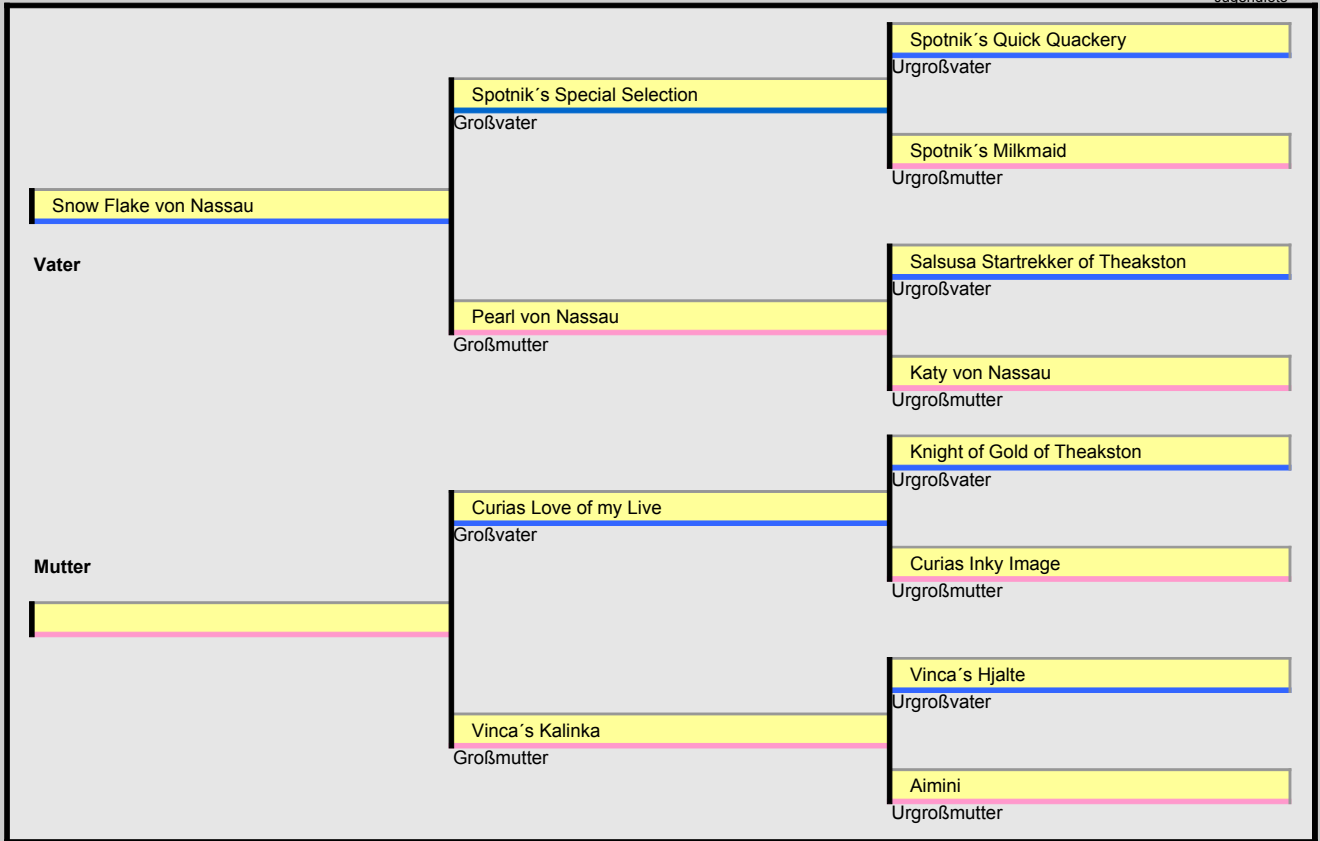 Jugendfoto
Spotnik´s Quick Quackery
Urgroßvater
Spotnik´s Special Selection
Großvater
Spotnik´s Milkmaid
Urgroßmutter
Snow Flake von Nassau
Vater
Salsusa Startrekker of Theakston
Urgroßvater
Pearl von Nassau
Großmutter
Katy von Nassau
Urgroßmutter
Knight of Gold of Theakston
Urgroßvater
Curias Love of my Live
Großvater
Curias Inky Image
Urgroßmutter
Mutter
Vinca´s Hjalte
Urgroßvater
Vinca´s Kalinka
Großmutter
Aimini
Urgroßmutter